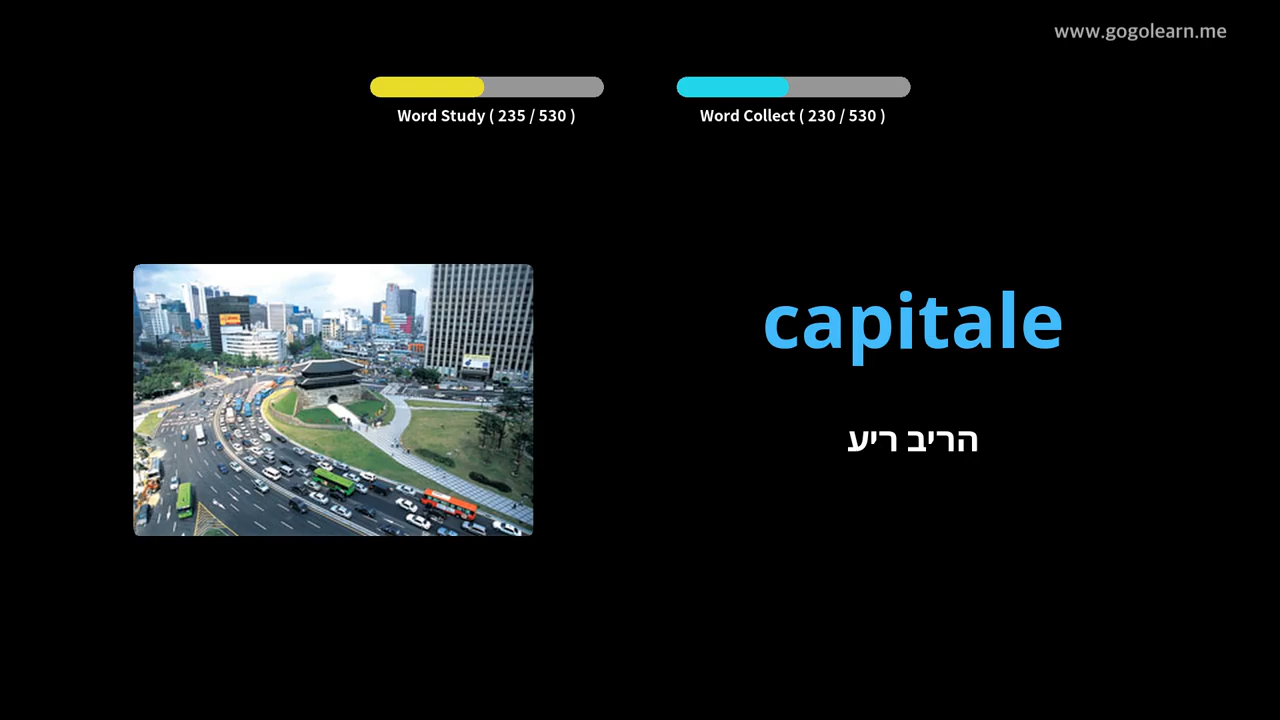 www.gogolearn.me
Word Study ( 235 / 530 )
Word Collect ( 230 / 530 )
capitale
הריב ריע